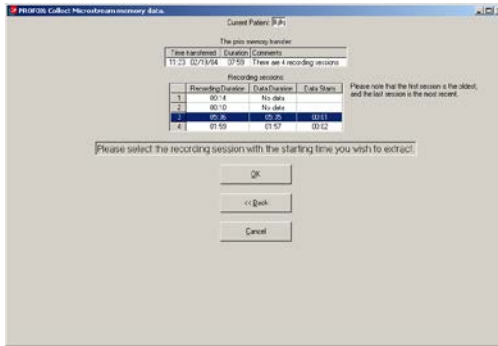 PROFOX: Collect Microstream memory data.
Current Patient:
The prior memory transfer
Time transferred Duration Comments
11:23 02/13/04 07:59 There are 4 recording sessions
Recording sessions
Recording Duration Data Duration Data Starts
1 00:14 No data
2 00:10 No data
3 05:36 05:35 00:01
4 01:59 01:57 00:02
Please note that the first session is the oldest,
and the last session is the most recent.
Please select the recording session with the starting time you wish to extract.
OK
<< Back
Cancel